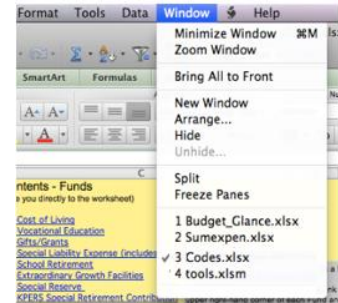 Format Tools Data Window Help
Minimize Window ⌘M
Zoom Window
Bring All to Front
SmartArt Formulas
New Window
Arrange...
Hide
Unhide...
Split
Freeze Panes
1 Budget_Glance.xlsx
2 Sumexpen.xlsx
✓ 3 Codes.xlsx
4 tools.xlsm
A A
A
C
ntents - Funds
you directly to the worksheet)
Cost of Living
Vocational Education
Gifts/Grants
Special Liability Expense (includes
School Retirement
Extraordinary Growth Facilities
Special Reserve
KPERS Special Retirement Contrib